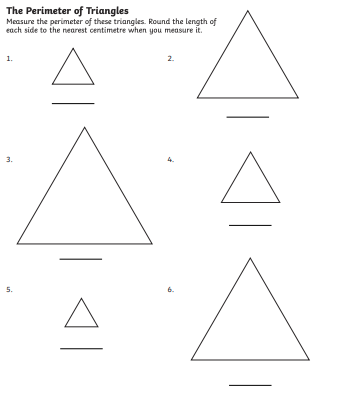 The Perimeter of Triangles
Measure the perimeter of these triangles. Round the length of
each side to the nearest centimetre when you measure it.
1.
2.
3.
4.
5.
6.